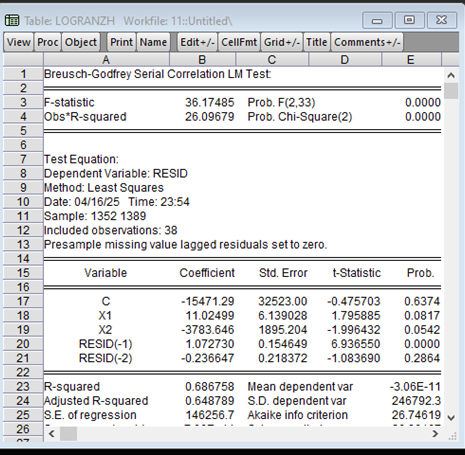 Table: LOGRANZH Workfile: 11::Untitled\
View Proc Object Print Name Edit+/- CellFmt Grid+/- Title Comments+/-
A B C D E
1 Breusch-Godfrey Serial Correlation LM Test:
2
3 F-statistic 36.17485 Prob. F(2,33) 0.0000
4 Obs*R-squared 26.09679 Prob. Chi-Square(2) 0.0000
5
6
7 Test Equation:
8 Dependent Variable: RESID
9 Method: Least Squares
10 Date: 04/16/25 Time: 23:54
11 Sample: 1352 1389
12 Included observations: 38
13 Presample missing value lagged residuals set to zero.
14
15 Variable Coefficient Std. Error t-Statistic Prob.
16
17 C -15471.29 32523.00 -0.475703 0.6374
18 X1 11.02499 6.139028 1.795885 0.0817
19 X2 -3783.646 1895.204 -1.996432 0.0542
20 RESID(-1) 1.072730 0.154649 6.936550 0.0000
21 RESID(-2) -0.236647 0.218372 -1.083690 0.2864
22
23 R-squared 0.686758 Mean dependent var -3.06E-11
24 Adjusted R-squared 0.648789 S.D. dependent var 246792.3
25 S.E. of regression 146256.7 Akaike info criterion 26.74619
26